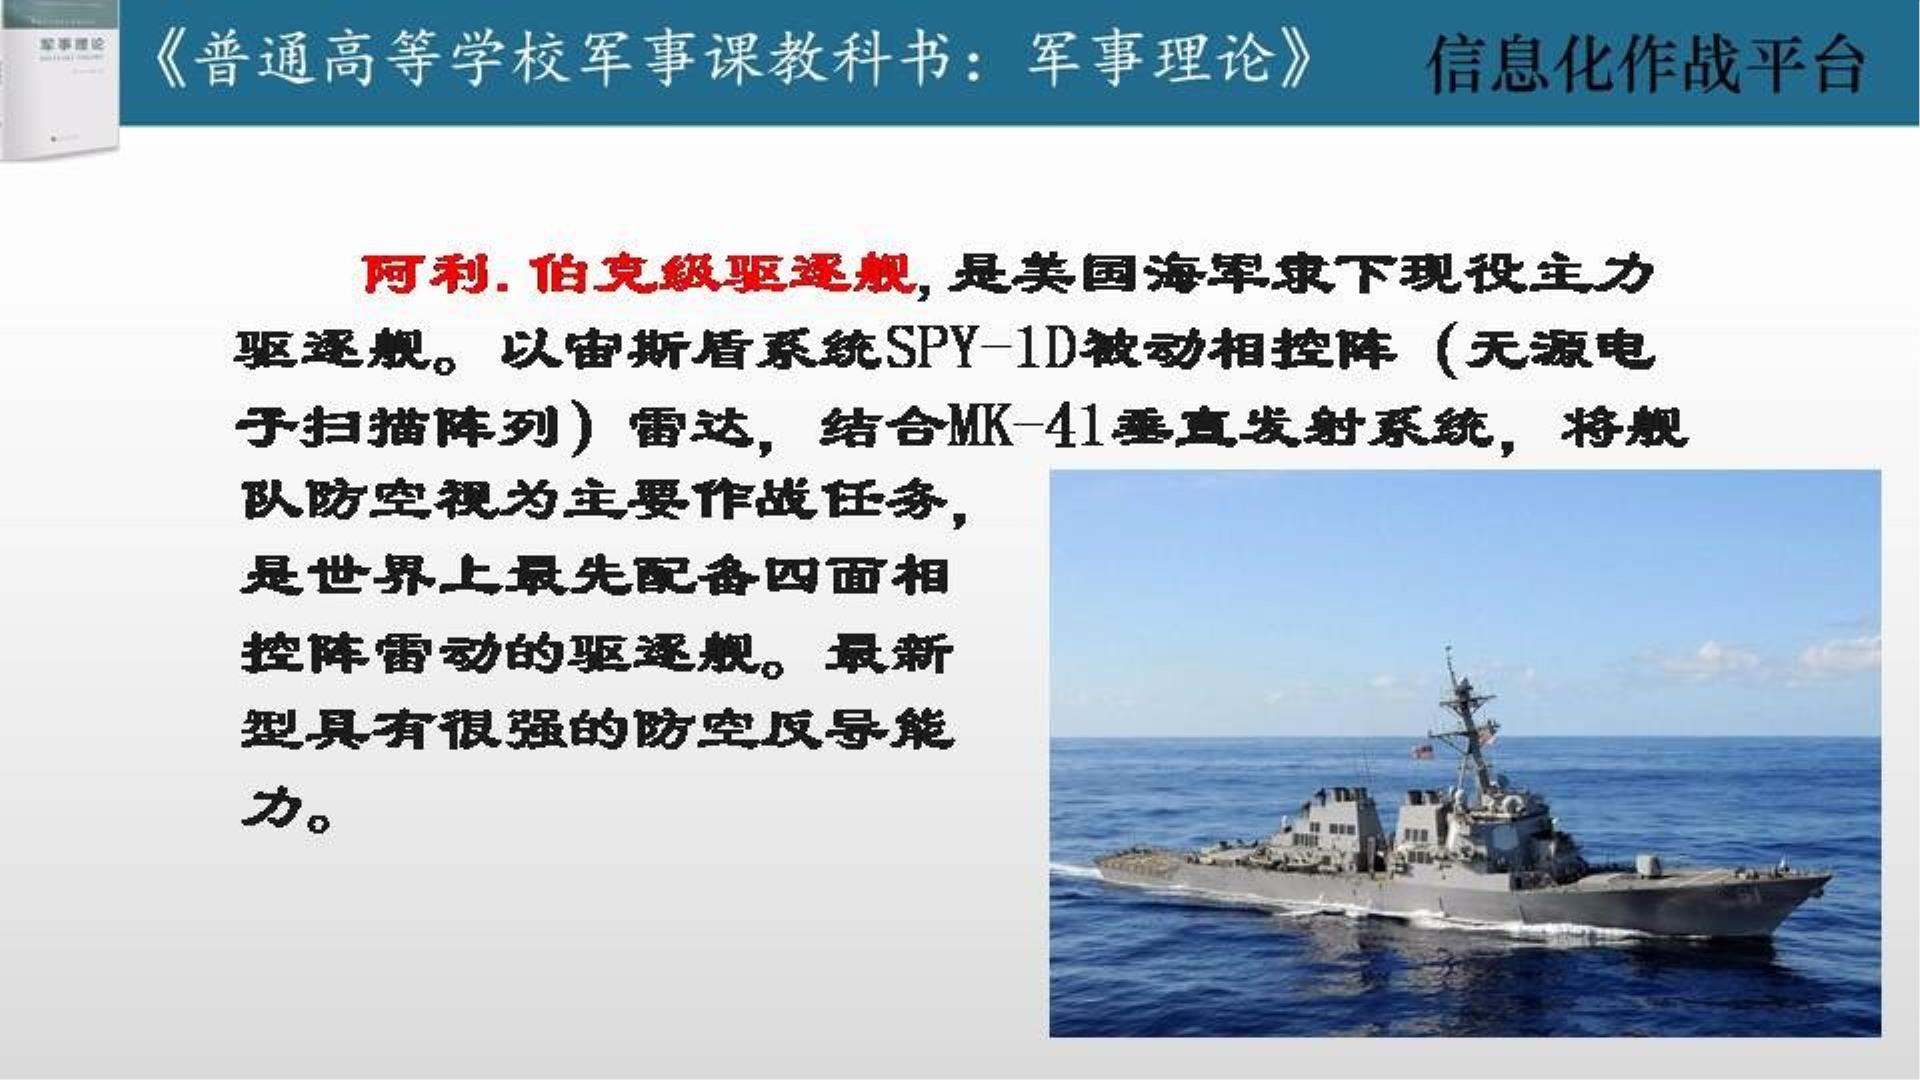 军事理论
《普通高等学校军事课教科书：军事理论》
信息化作战平台
阿利.伯克级驱逐舰,是美国海军隶下现役主力
驱逐舰。以宙斯盾系统SPY-1D被动相控阵（无源电
子扫描阵列）雷达，结合MK-41垂直发射系统，将舰
队防空视为主要作战任务，
是世界上最先配备四面相
控阵雷动的驱逐舰。最新
型具有很强的防空反导能
力。